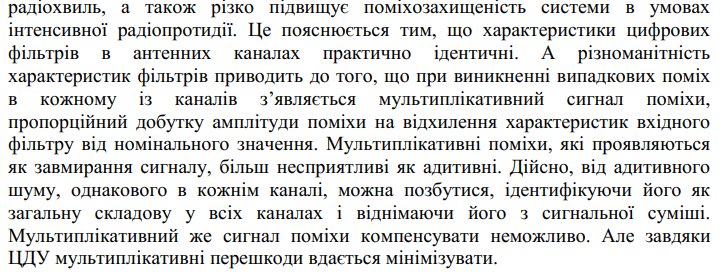 радіохвиль, а також різко підвищує поміхозахищеність системи в умовах
інтенсивної радіопротидії. Це пояснюється тим, що характеристики цифрових
фільтрів в антенних каналах практично ідентичні. А різноманітність
характеристик фільтрів приводить до того, що при виникненні випадкових поміх
в кожному із каналів з’являється мультиплікативний сигнал поміхи,
пропорційний добутку амплітуди поміхи на відхилення характеристик вхідного
фільтру від номінального значення. Мультиплікативні поміхи, які проявляються
як завмирання сигналу, більш несприятливі як адитивні. Дійсно, від адитивного
шуму, однакового в кожнім каналі, можна позбутися, ідентифікуючи його як
загальну складову у всіх каналах і віднімаючи його з сигнальної суміші.
Мультиплікативний же сигнал поміхи компенсувати неможливо. Але завдяки
ЦДУ мультиплікативні перешкоди вдається мінімізувати.